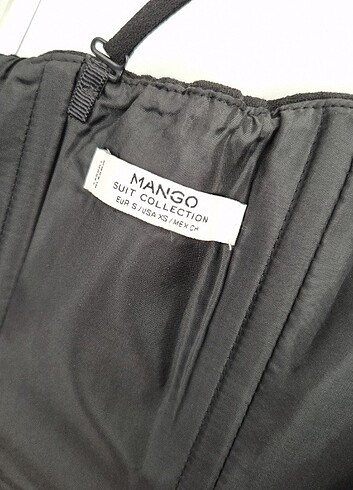 MANGO
SUIT COLLECTION
EUR S / USA XS / MEX CH